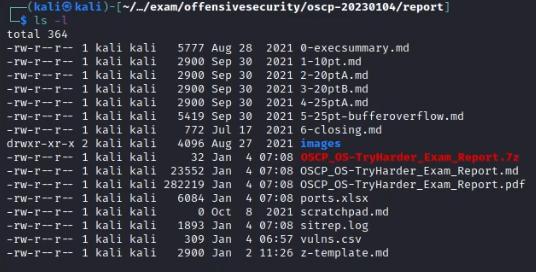 ┌──(kali㉿kali)-[~/…/exam/offensivesecurity/oscp-20230104/report]
└─$ ls -l
total 364
-rw-r--r-- 1 kali kali   5777 Aug 28  2021 0-execsummary.md
-rw-r--r-- 1 kali kali   2900 Sep 30  2021 1-10pt.md
-rw-r--r-- 1 kali kali   2900 Sep 30  2021 2-20ptA.md
-rw-r--r-- 1 kali kali   2900 Sep 30  2021 3-20ptB.md
-rw-r--r-- 1 kali kali   2900 Sep 30  2021 4-25ptA.md
-rw-r--r-- 1 kali kali   5419 Sep 30  2021 5-25pt-bufferoverflow.md
-rw-r--r-- 1 kali kali    772 Jul 17  2021 6-closing.md
drwxr-xr-x 2 kali kali   4096 Aug 27  2021 images
-rw-r--r-- 1 kali kali     32 Jan  4 07:08 OSCP_OS-TryHarder_Exam_Report.7z
-rw-r--r-- 1 kali kali  23552 Jan  4 07:08 OSCP_OS-TryHarder_Exam_Report.md
-rw-r--r-- 1 kali kali 282219 Jan  4 07:08 OSCP_OS-TryHarder_Exam_Report.pdf
-rw-r--r-- 1 kali kali   6084 Jan  4 07:08 ports.xlsx
-rw-r--r-- 1 kali kali      0 Oct  8  2021 scratchpad.md
-rw-r--r-- 1 kali kali   1893 Jan  4 07:08 sitrep.log
-rw-r--r-- 1 kali kali    309 Jan  4 06:57 vulns.csv
-rw-r--r-- 1 kali kali   2900 Jan  2 11:26 z-template.md